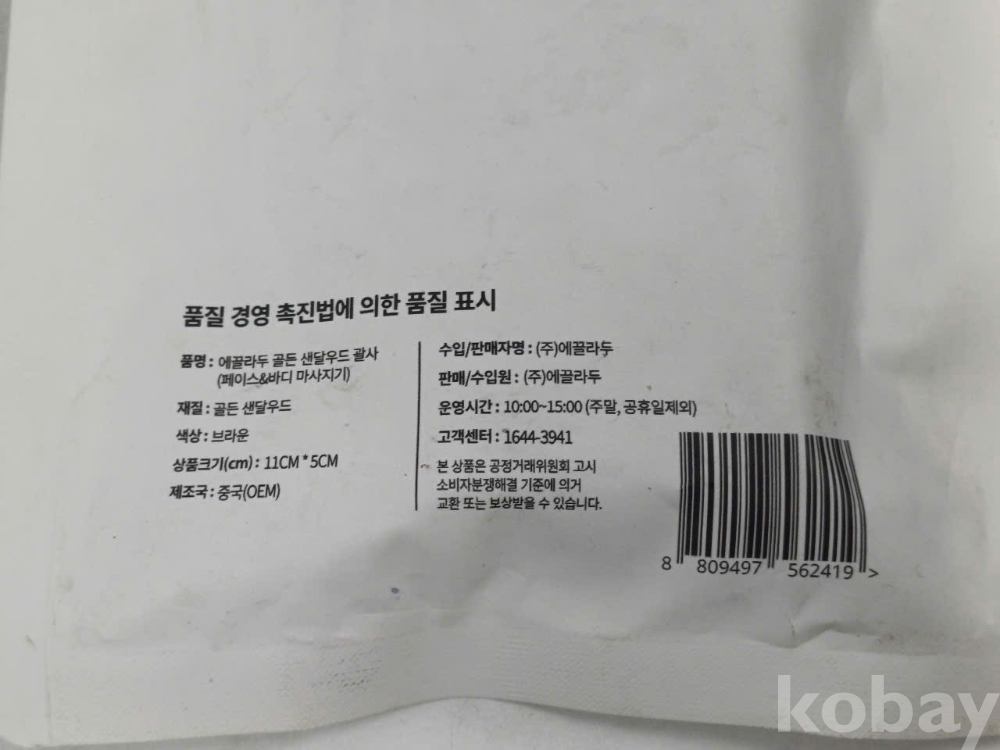 품질 경영 촉진법에 의한 품질 표시
품명 : 에끌라두 골든 샌달우드 괄사
(페이스&바디 마사지기)
재질 : 골든 샌달우드
색상 : 브라운
상품크기(cm) : 11CM * 5CM
제조국 : 중국(OEM)
수입/판매자명 : (주)에끌라두
판매/수입원 : (주)에끌라두
운영시간 : 10:00~15:00 (주말, 공휴일제외)
고객센터 : 1644-3941
본 상품은 공정거래위원회 고시
소비자분쟁해결 기준에 의거
교환 또는 보상받을 수 있습니다.
8 809497 562419 >
kobay